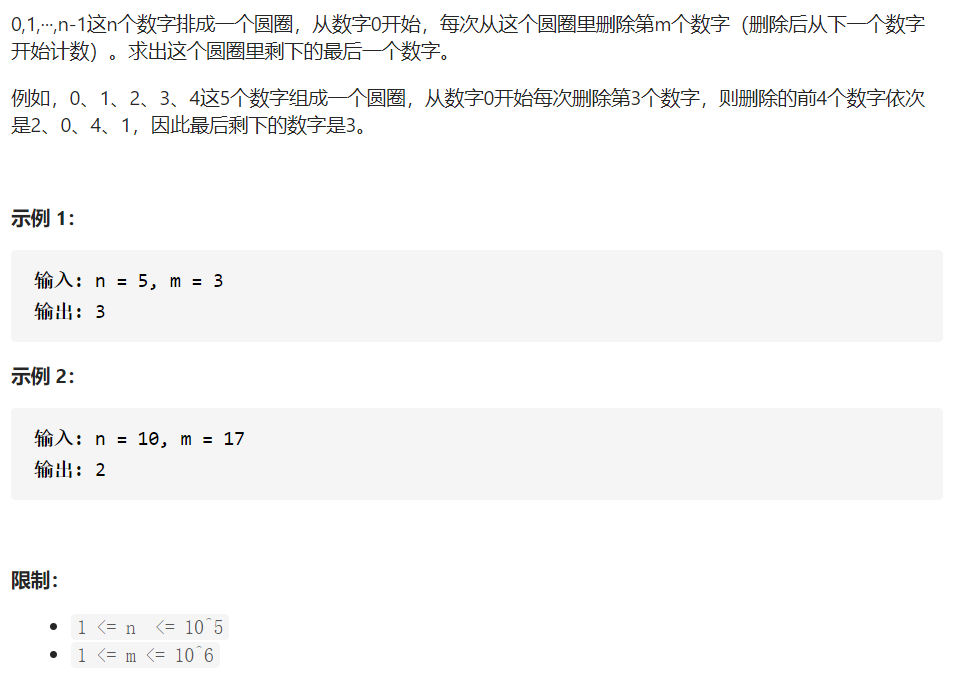 0,1,···,n-1这n个数字排成一个圆圈，从数字0开始，每次从这个圆圈里删除第m个数字（删除后从下一个数字
开始计数）。求出这个圆圈里剩下的最后一个数字。
例如，0、1、2、3、4这5个数字组成一个圆圈，从数字0开始每次删除第3个数字，则删除的前4个数字依次
是2、0、4、1，因此最后剩下的数字是3。
示例 1：
输入：n = 5, m = 3
输出：3
示例 2：
输入：n = 10, m = 17
输出：2
限制：
1 <= n  <= 10^5
1 <= m <= 10^6